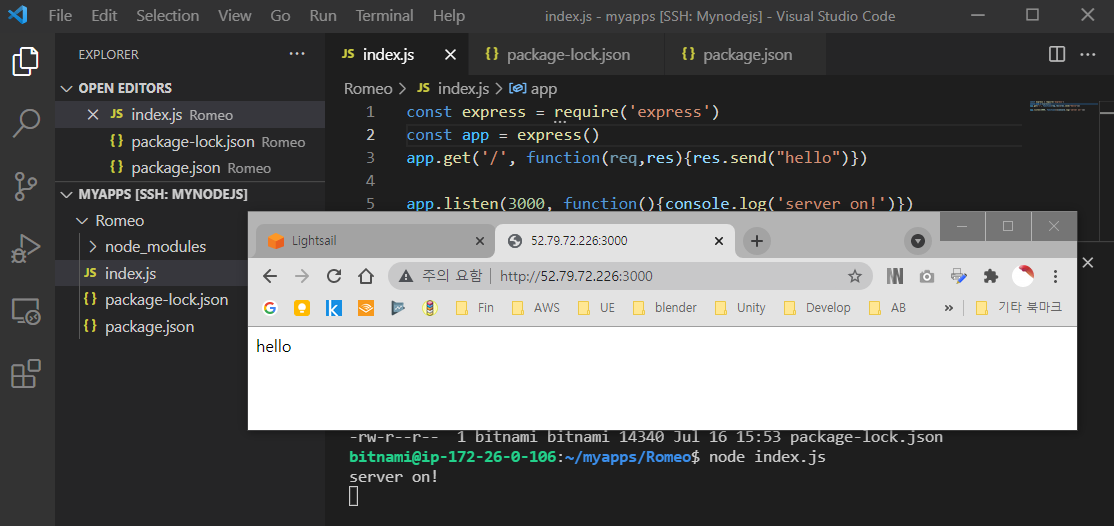 File Edit Selection View Go Run Terminal Help index.js - myapps [SSH: Mynodejs] - Visual Studio Code
EXPLORER
OPEN EDITORS
JS index.js Romeo
{} package-lock.json Romeo
{} package.json Romeo
MYAPPS [SSH: MYNODEJS]
Romeo
node_modules
JS index.js
{} package-lock.json
{} package.json
JS index.js {} package-lock.json {} package.json
Romeo > JS index.js > app
1 const express = require('express')
2 const app = express()
3 app.get('/', function(req,res){res.send("hello")})
4
5 app.listen(3000, function(){console.log('server on!')})
Lightsail 52.79.72.226:3000
주의 요함 | http://52.79.72.226:3000
Fin AWS UE blender Unity Develop AB » 기타 북마크
hello
-rw-r--r-- 1 bitnami bitnami 14340 Jul 16 15:53 package-lock.json
bitnami@ip-172-26-0-106:~/myapps/Romeo$ node index.js
server on!